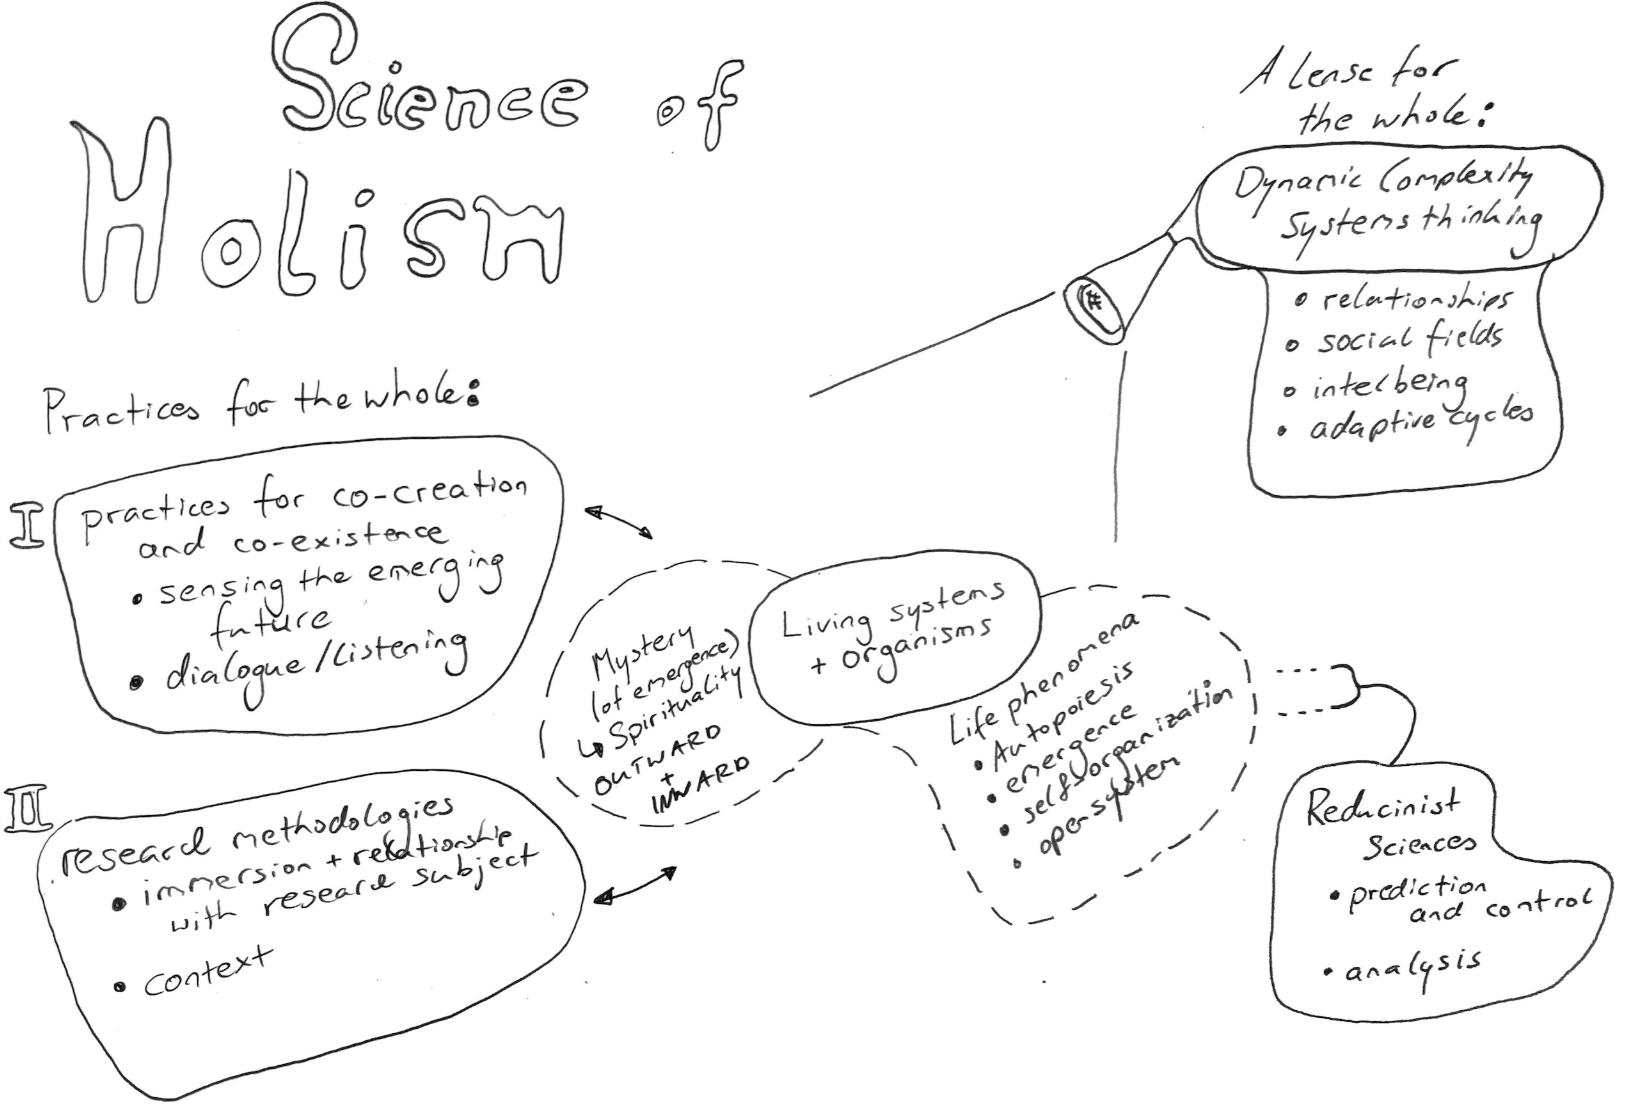 Science of
Holism
A lense for
the whole:
Dynamic Complexity
Systems thinking
• relationships
• social fields
• interbeing
• adaptive cycles
Practices for the whole:
I
practices for co-creation
and co-existence
• sensing the emerging
future
• dialogue/listening
II
research methodologies
• immersion + relationship
with research subject
• context
Mystery
(of emergence)
↳ Spirituality
OUTWARD
+
INWARD
Living systems
+ organisms
Life phenomena
• Autopoiesis
• emergence
• self-organization
• open system
Reducinist
Sciences
• prediction
and control
• analysis